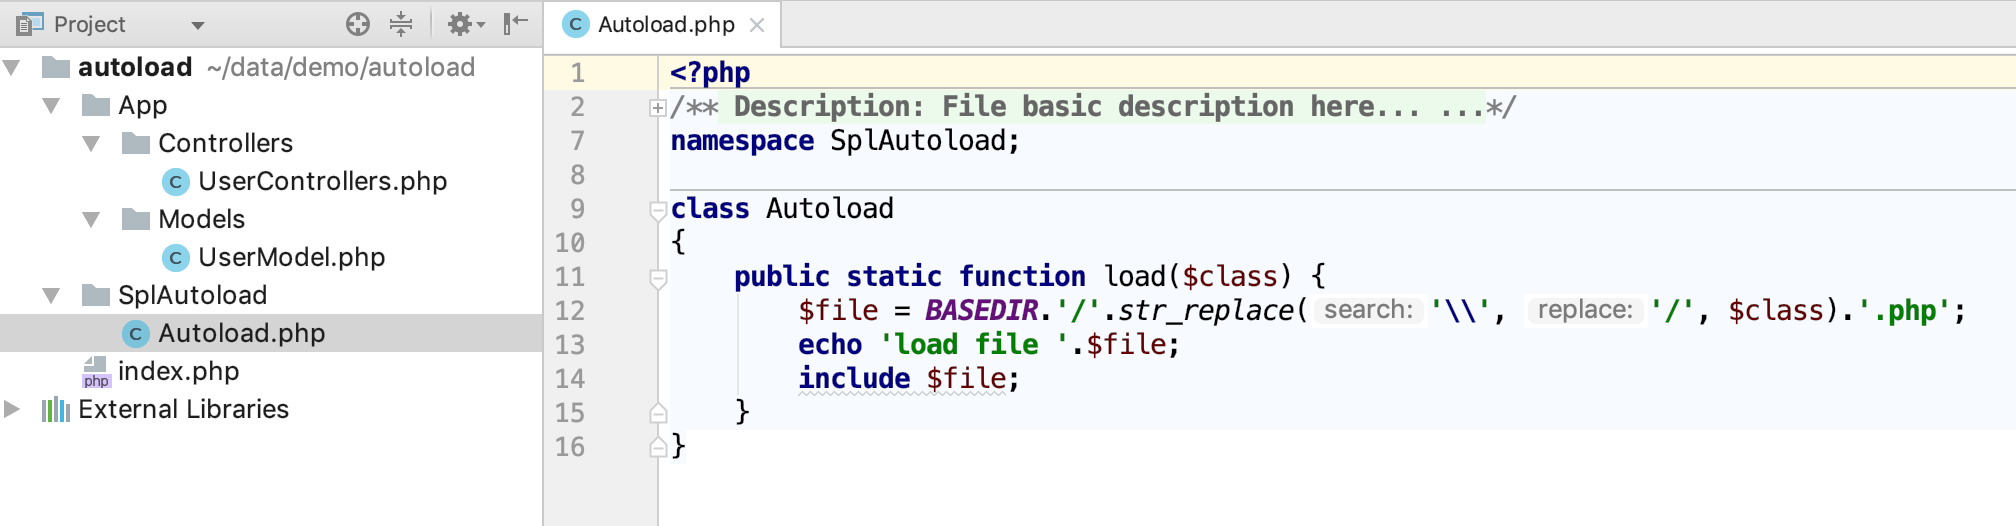 Project
autoload ~/data/demo/autoload
App
Controllers
C UserControllers.php
Models
C UserModel.php
SplAutoload
C Autoload.php
php index.php
External Libraries
C Autoload.php
1 <?php
2 /** Description: File basic description here... ...*/
7 namespace SplAutoload;
8
9 class Autoload
10 {
11 public static function load($class) {
12 $file = BASEDIR.'/'.str_replace( search: '\\', replace: '/', $class).'.php';
13 echo 'load file '.$file;
14 include $file;
15 }
16 }